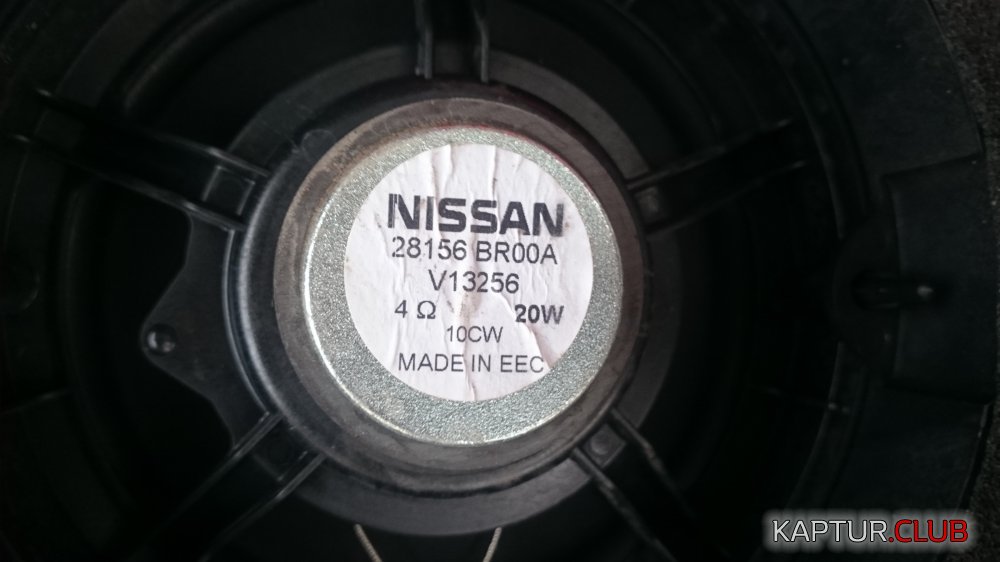 NISSAN
28156 BR00A
V13256
4 Ω 20W
10CW
MADE IN EEC
KAPTUR.CLUB